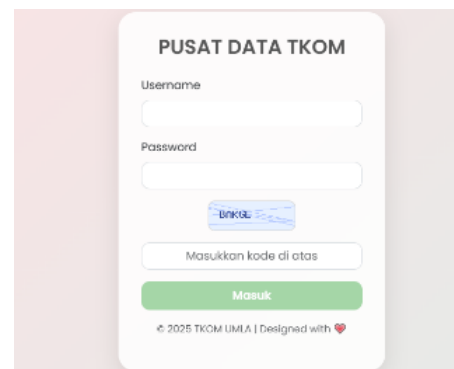 PUSAT DATA TKOM
Username
Password
Masukkan kode di atas
Masuk
© 2025 TKOM UMLA | Designed with ❤️